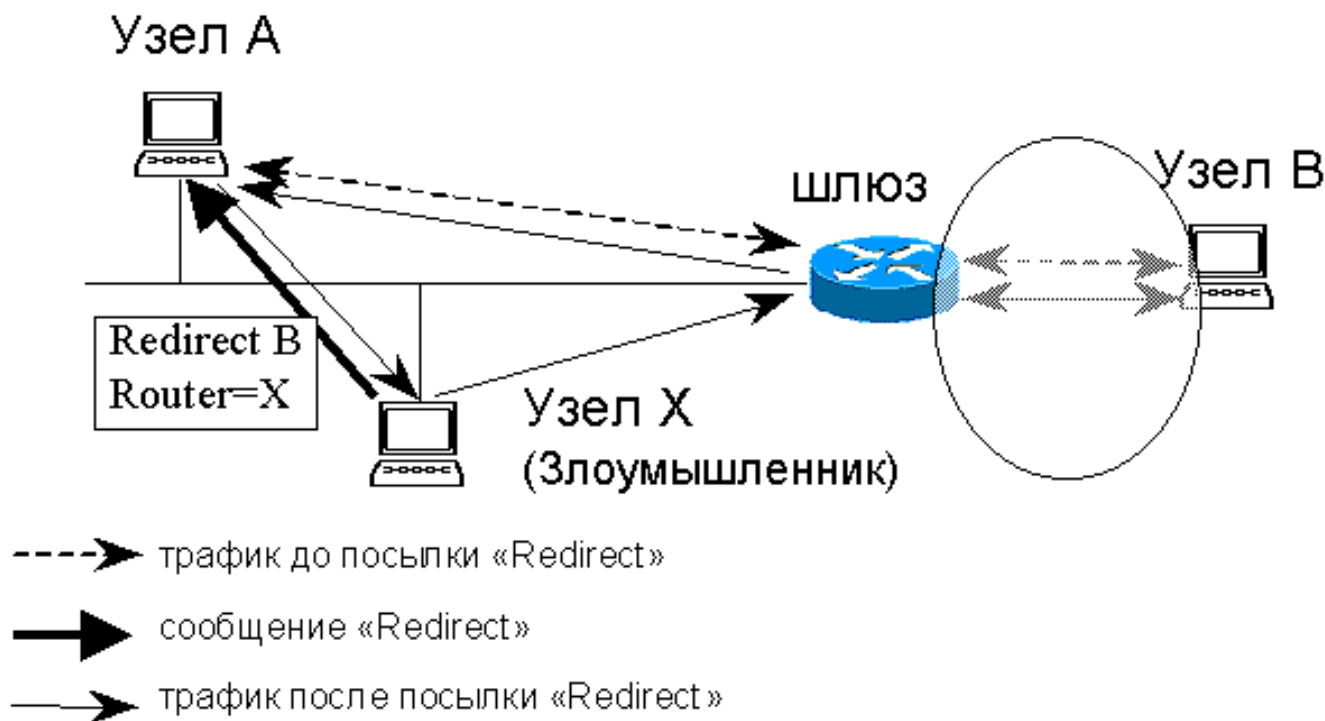 Узел А
шлюз
Узел В
Redirect B
Router=X
Узел X
(Злоумышленник)
трафик до посылки «Redirect»
сообщение «Redirect»
трафик после посылки «Redirect»